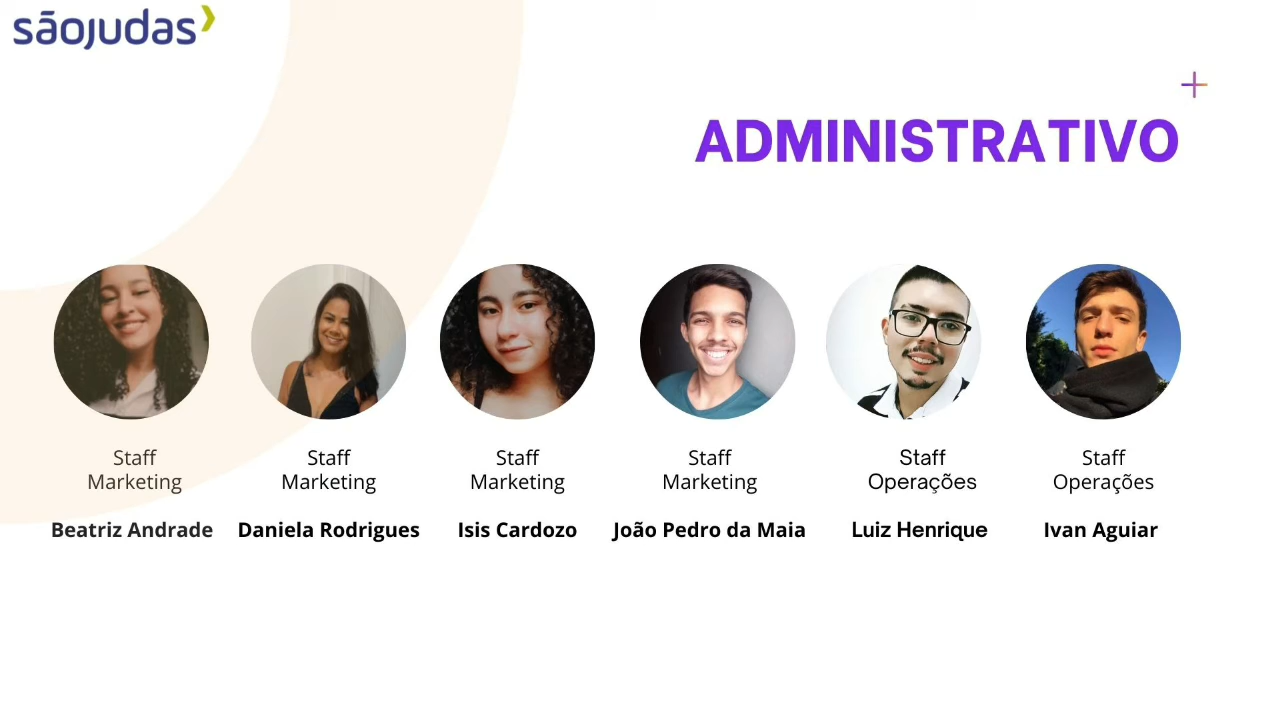 sãojudas
ADMINISTRATIVO
Staff
Marketing
Beatriz Andrade
Staff
Marketing
Daniela Rodrigues
Staff
Marketing
Isis Cardozo
Staff
Marketing
João Pedro da Maia
Staff
Operações
Luiz Henrique
Staff
Operações
Ivan Aguiar